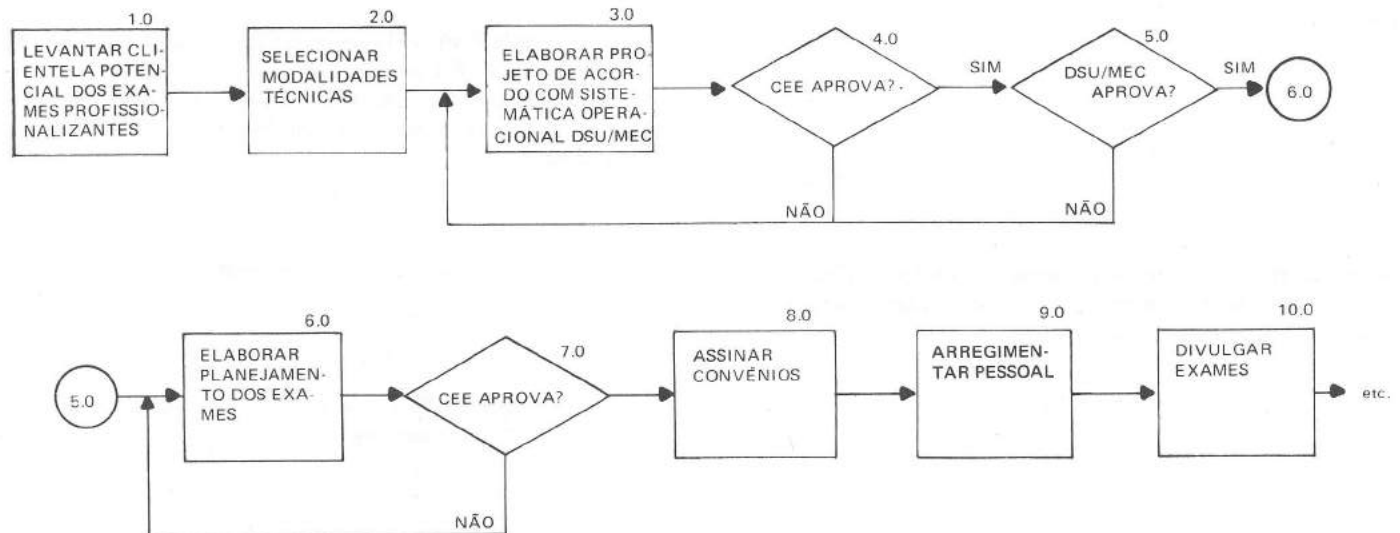 1.0
LEVANTAR CLI-
ENTELA POTEN-
CIAL DOS EXA-
MES PROFISSIO-
NALIZANTES
2.0
SELECIONAR
MODALIDADES
TÉCNICAS
3.0
ELABORAR PRO-
JETO DE ACOR-
DO COM SISTE-
MÁTICA OPERA-
CIONAL DSU/MEC
4.0
CEE APROVA?.
SIM
NÃO
5.0
DSU/MEC
APROVA?
SIM
NÃO
6.0
5.0
6.0
ELABORAR
PLANEJAMEN-
TO DOS EXA-
MES
7.0
CEE APROVA?
NÃO
8.0
ASSINAR
CONVÊNIOS
9.0
ARREGIMEN-
TAR PESSOAL
10.0
DIVULGAR
EXAMES
etc.